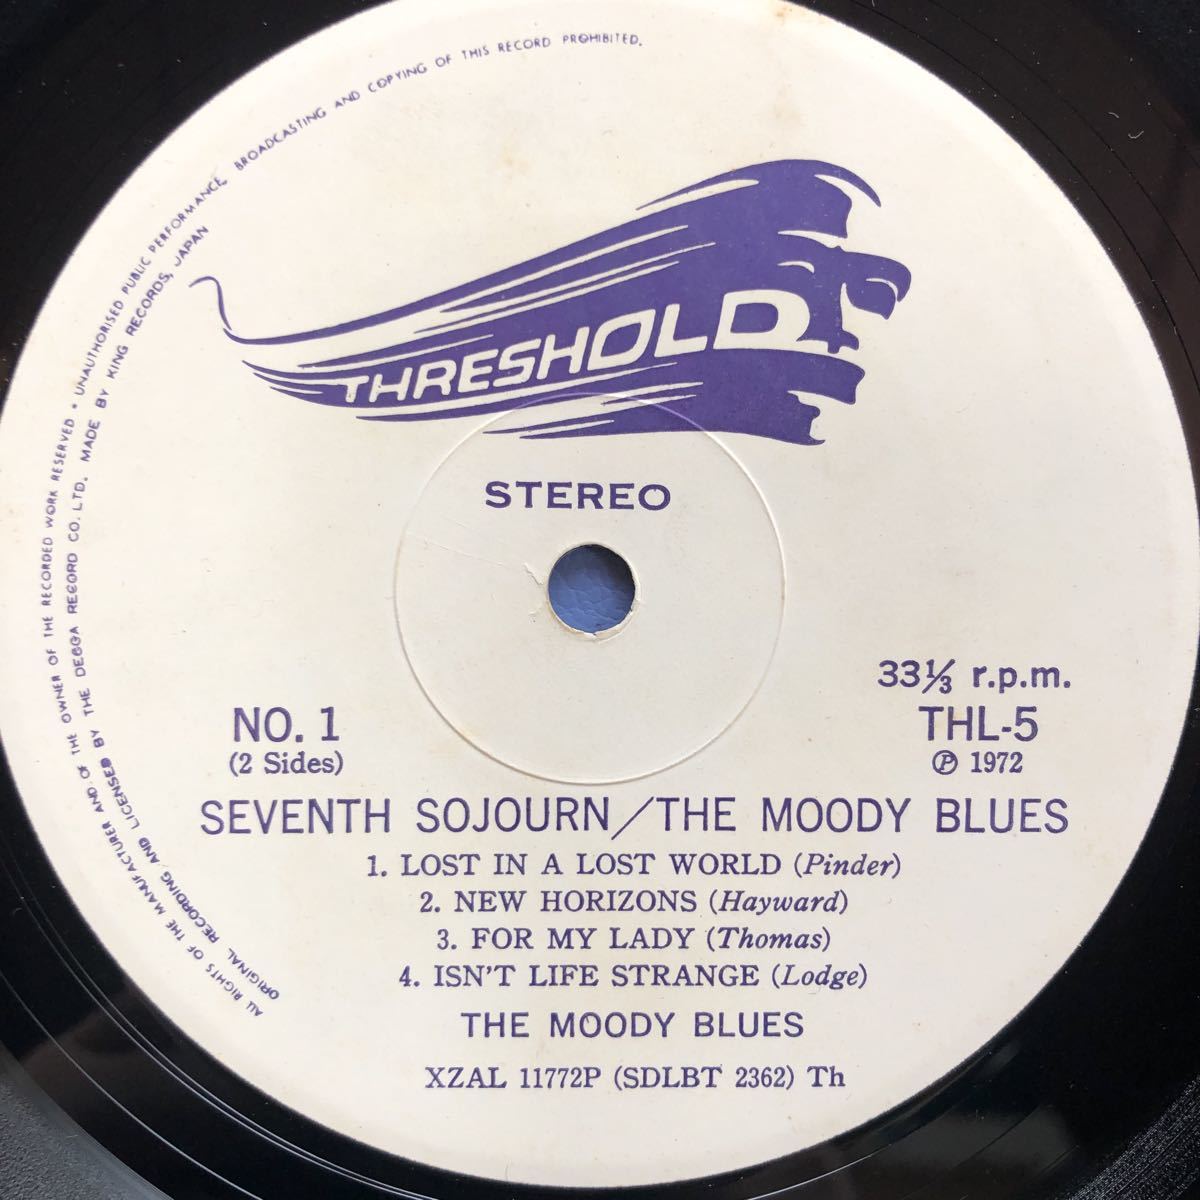 ALL RIGHTS OF THE MANUFACTURER AND OF THE OWNER OF THE RECORDED WORK RESERVED • UNAUTHORISED PUBLIC PERFORMANCE, BROADCASTING AND COPYING OF THIS RECORD PROHIBITED.
ORIGINAL RECORDING AND LICENSED BY THE DECCA RECORD CO. LTD. MADE BY KING RECORDS, JAPAN
THRESHOLD
STEREO
33⅓ r.p.m.
NO. 1
THL-5
(2 Sides)
℗ 1972
SEVENTH SOJOURN/THE MOODY BLUES
1. LOST IN A LOST WORLD (Pinder)
2. NEW HORIZONS (Hayward)
3. FOR MY LADY (Thomas)
4. ISN'T LIFE STRANGE (Lodge)
THE MOODY BLUES
XZAL 11772P (SDLBT 2362) Th